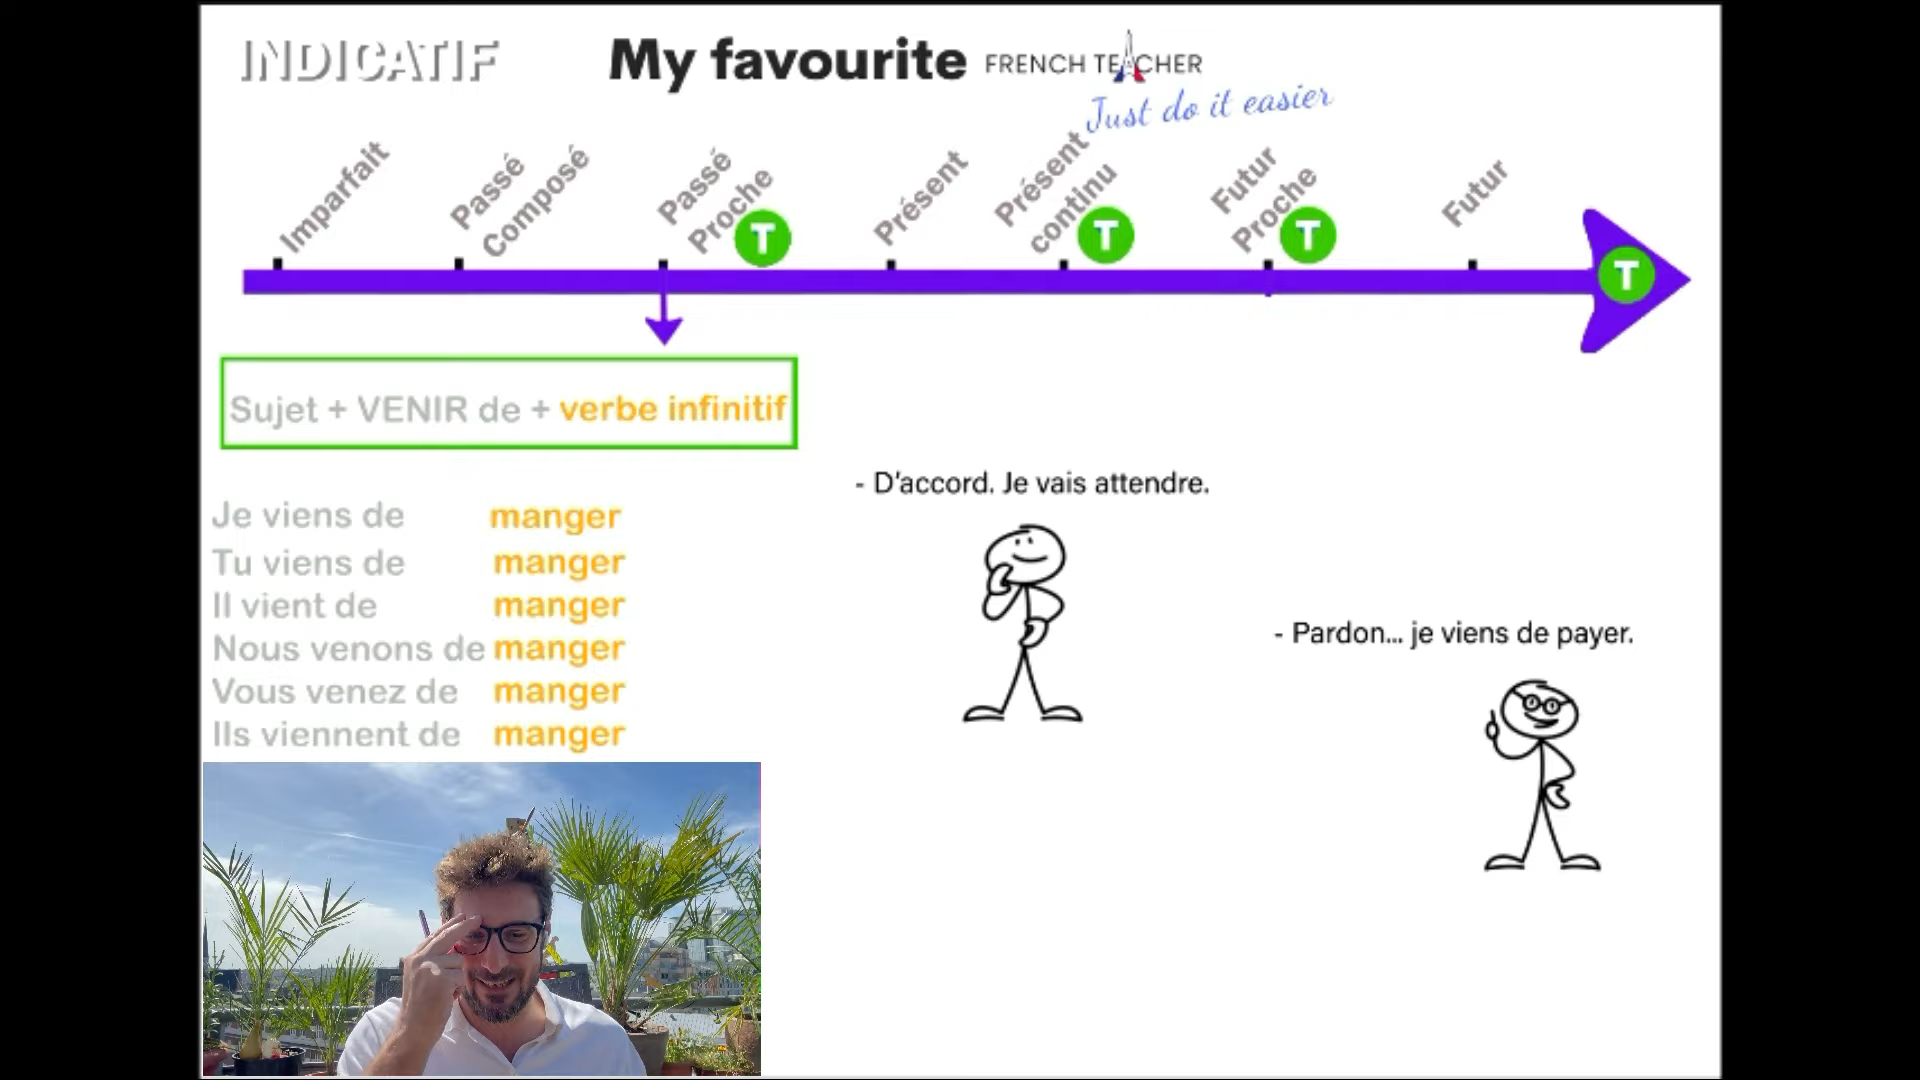 INDICATIF
My favourite FRENCH TEACHER
Just do it easier
Imparfait
Passé
Composé
Passé
Proche
T
Présent
Présent
continu
T
Futur
Proche
T
Futur
T
Sujet + VENIR de + verbe infinitif
- D'accord. Je vais attendre.
Je viens de manger
Tu viens de manger
Il vient de manger
Nous venons de manger
Vous venez de manger
Ils viennent de manger
- Pardon... je viens de payer.